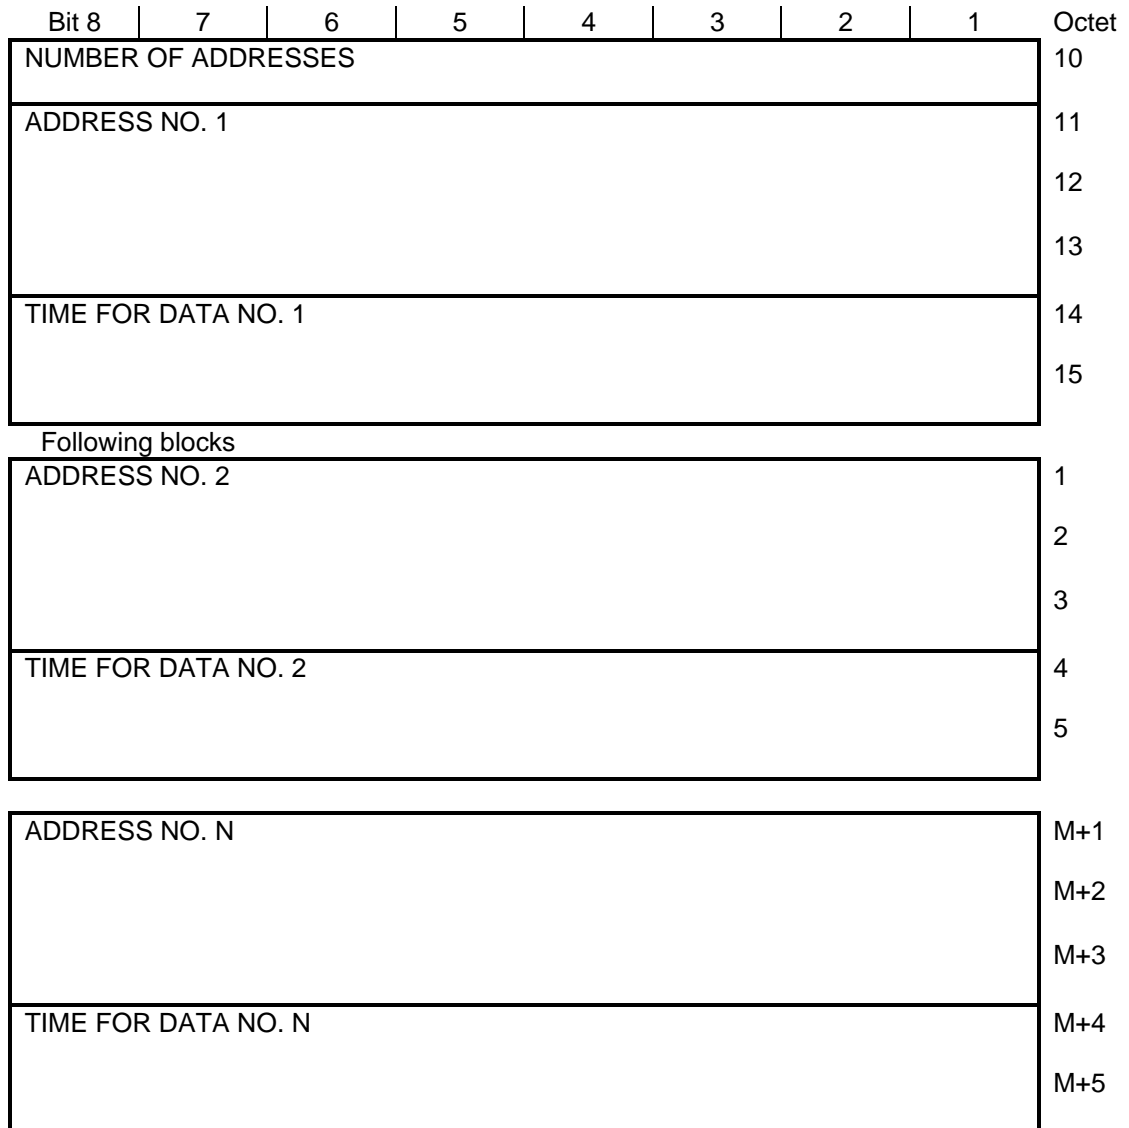 Bit 8 7 6 5 4 3 2 1 Octet
NUMBER OF ADDRESSES 10
ADDRESS NO. 1 11
12
13
TIME FOR DATA NO. 1 14
15
Following blocks
ADDRESS NO. 2 1
2
3
TIME FOR DATA NO. 2 4
5
ADDRESS NO. N M+1
M+2
M+3
TIME FOR DATA NO. N M+4
M+5